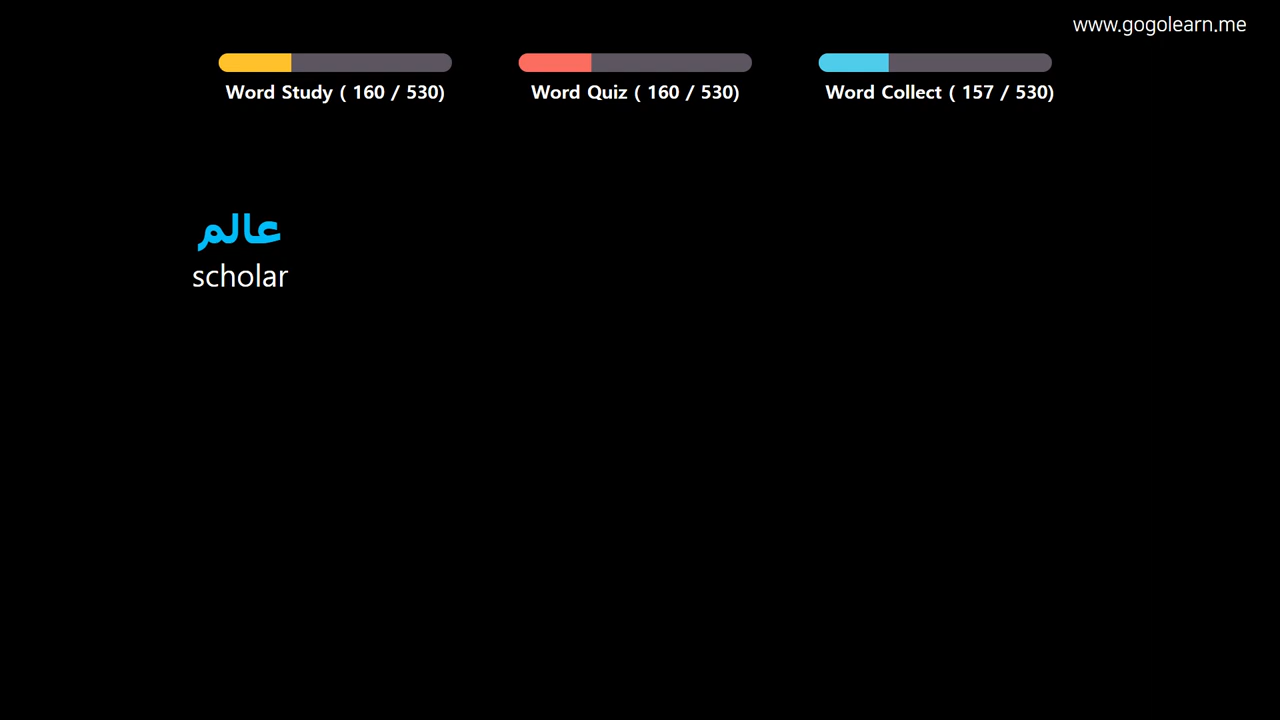 www.gogolearn.me
Word Study ( 160 / 530)
Word Quiz ( 160 / 530)
Word Collect ( 157 / 530)
عالم
scholar